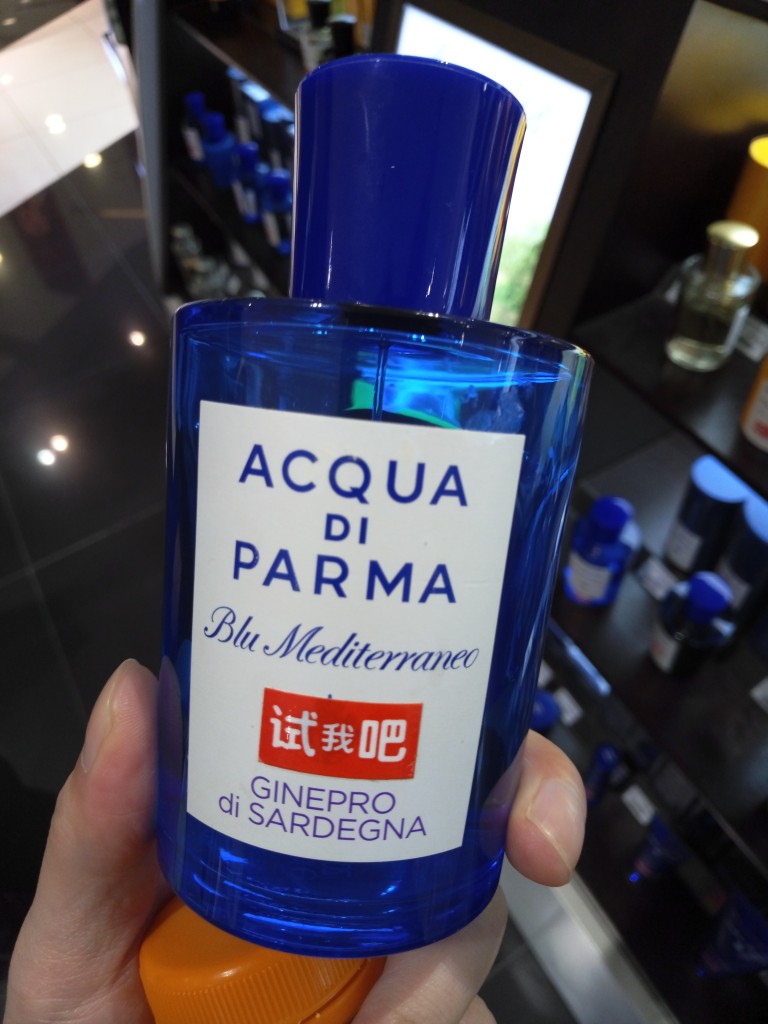 ACQUA
DI
PARMA
Blu Mediterraneo
试我吧
GINEPRO
di SARDEGNA